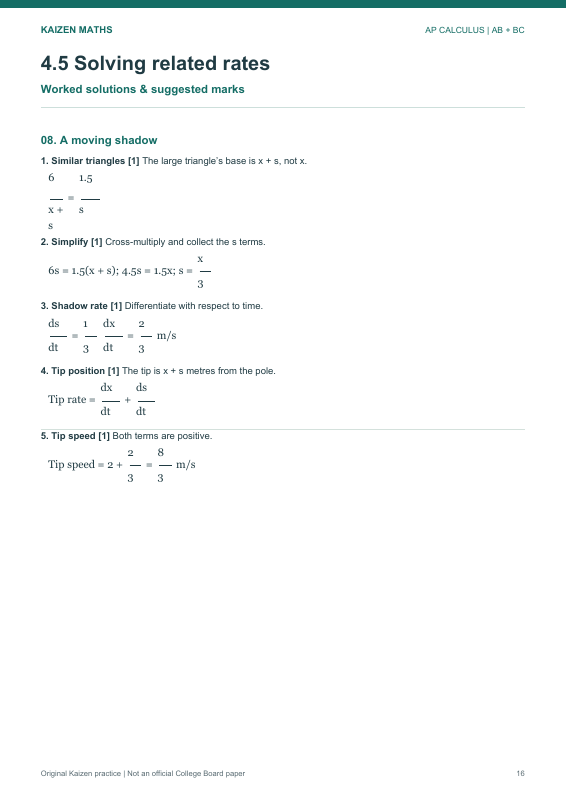 KAIZEN MATHS
AP CALCULUS | AB + BC
4.5 Solving related rates
Worked solutions & suggested marks
08. A moving shadow
1. Similar triangles [1] The large triangle's base is x + s, not x.
6/(x + s) = 1.5/s
2. Simplify [1] Cross-multiply and collect the s terms.
6s = 1.5(x + s); 4.5s = 1.5x; s = x/3
3. Shadow rate [1] Differentiate with respect to time.
ds/dt = 1/3 dx/dt = 2/3 m/s
4. Tip position [1] The tip is x + s metres from the pole.
Tip rate = dx/dt + ds/dt
5. Tip speed [1] Both terms are positive.
Tip speed = 2 + 2/3 = 8/3 m/s
Original Kaizen practice | Not an official College Board paper
16